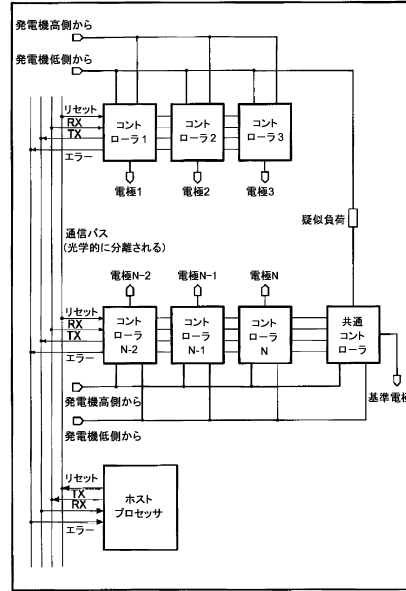 発電機高側から
発電機低側から
リセット
RX
TX
エラー
コント
ローラ1
コント
ローラ2
コント
ローラ3
電極1
電極2
電極3
疑似負荷
通信バス
(光学的に分離される)
電極N-2
電極N-1
電極N
リセット
RX
TX
エラー
コント
ローラ
N-2
コント
ローラ
N-1
コント
ローラ
N
共通
コント
ローラ
発電機高側から
基準電極
発電機低側から
リセット
TX
RX
エラー
ホスト
プロセッサ